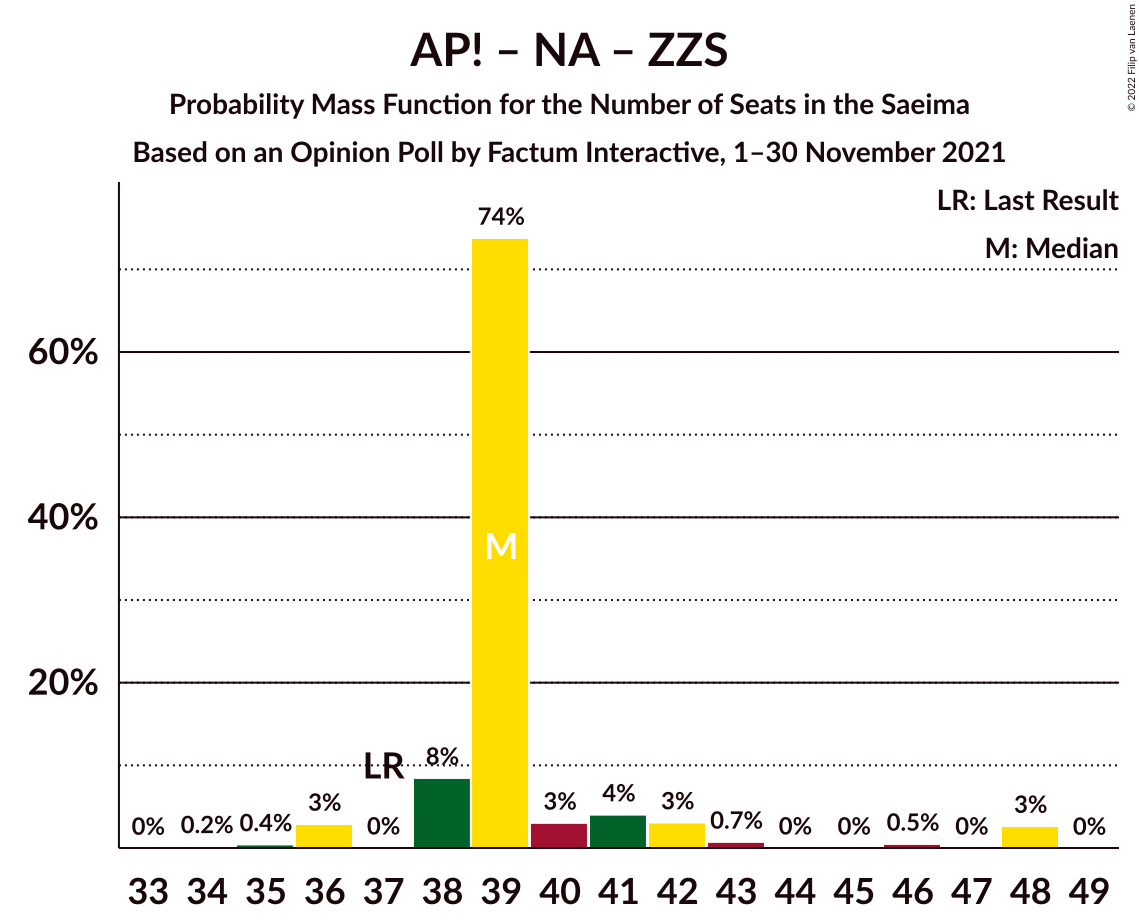 AP! – NA – ZZS
Probability Mass Function for the Number of Seats in the Saeima
Based on an Opinion Poll by Factum Interactive, 1–30 November 2021
© 2022 Filip van Laenen
LR: Last Result
M: Median
74%
60%
40%
20%
M
LR
0% 0.2% 0.4% 3% 0% 8% 3% 4% 3% 0.7% 0% 0% 0.5% 0% 3% 0%
33 34 35 36 37 38 39 40 41 42 43 44 45 46 47 48 49